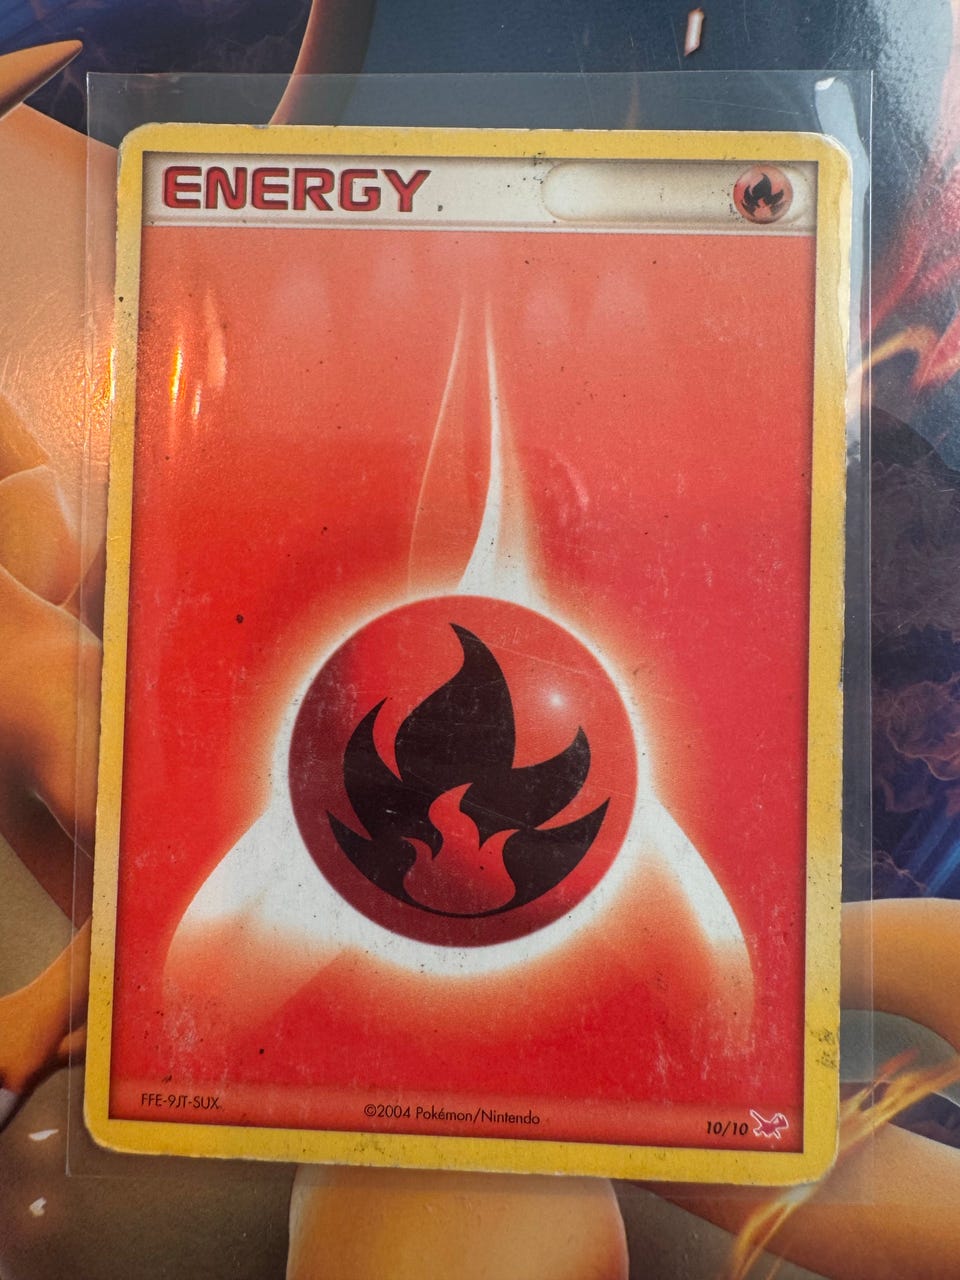 ENERGY
FFE-9JT-SUX
©2004 Pokémon/Nintendo
10/10